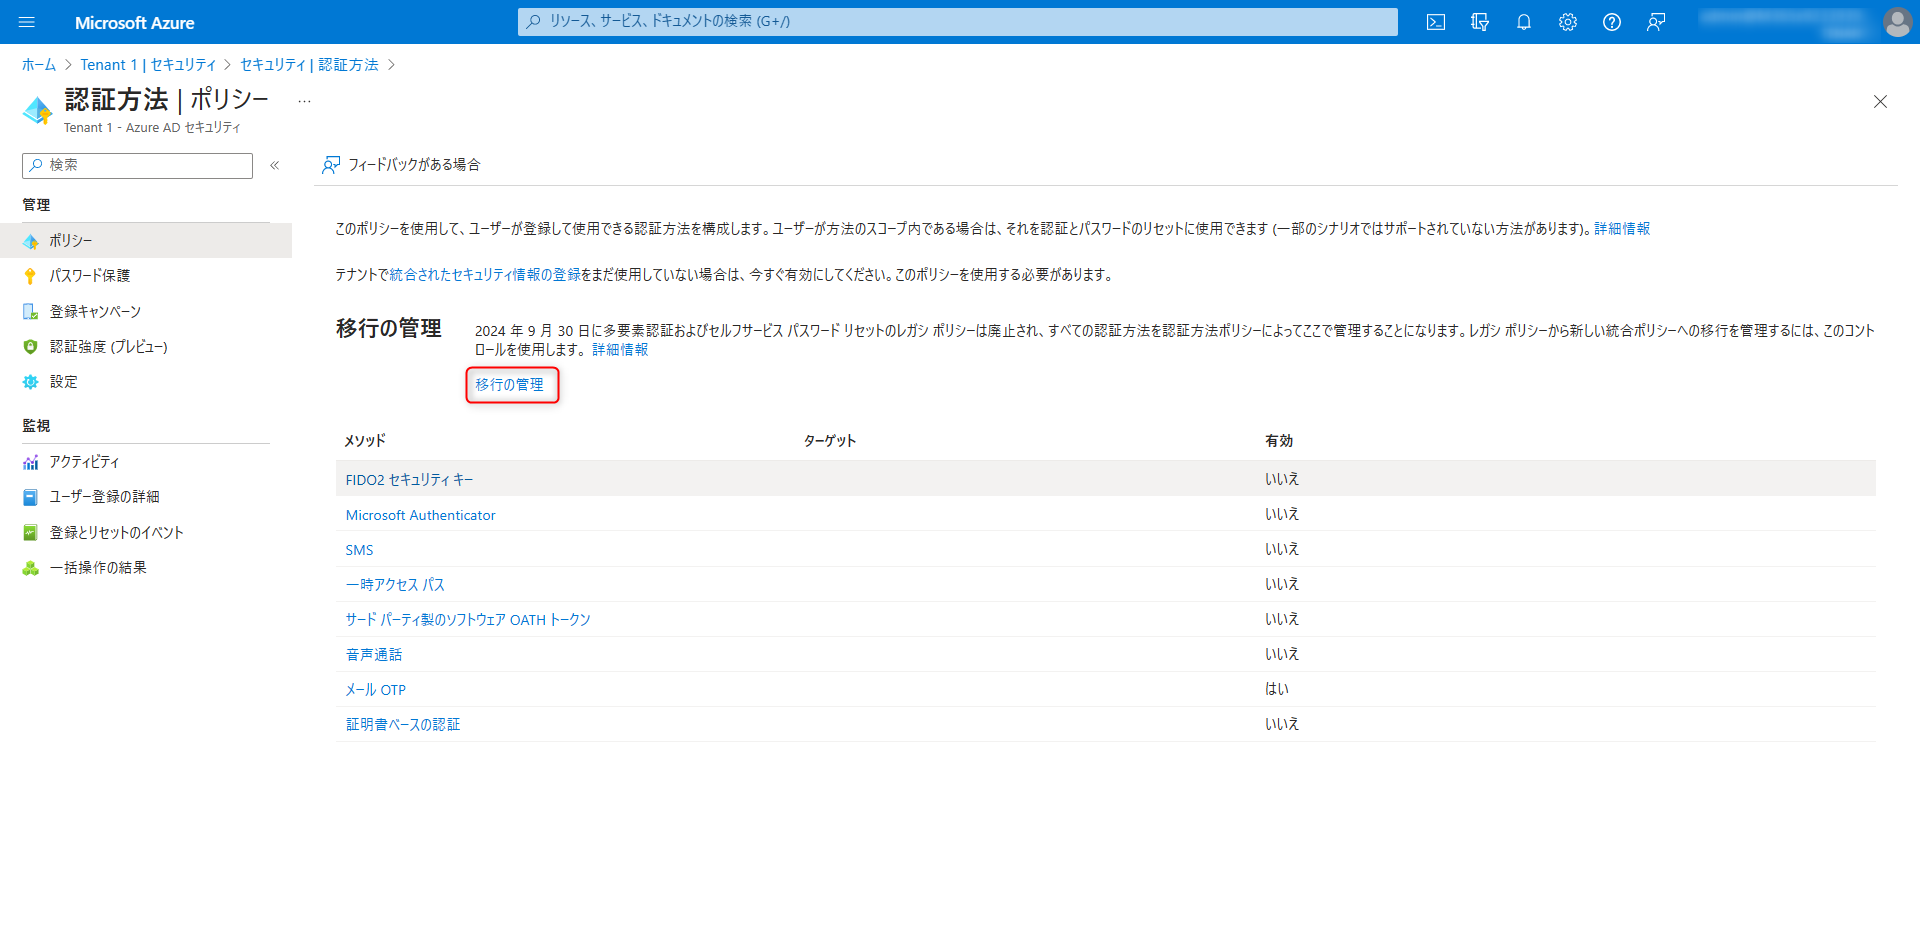 Microsoft Azure
リソース、サービス、ドキュメントの検索 (G+/)
ホーム > Tenant 1 | セキュリティ > セキュリティ | 認証方法 >
認証方法 | ポリシー ...
Tenant 1 - Azure AD セキュリティ
検索
«
フィードバックがある場合
管理
ポリシー
パスワード保護
登録キャンペーン
認証強度 (プレビュー)
設定
監視
アクティビティ
ユーザー登録の詳細
登録とリセットのイベント
一括操作の結果
このポリシーを使用して、ユーザーが登録して使用できる認証方法を構成します。ユーザーが方法のスコープ内である場合は、それを認証とパスワードのリセットに使用できます (一部のシナリオではサポートされていない方法があります)。詳細情報
テナントで統合されたセキュリティ情報の登録をまだ使用していない場合は、今すぐ有効にしてください。このポリシーを使用する必要があります。
移行の管理
2024 年 9 月 30 日に多要素認証およびセルフサービス パスワード リセットのレガシ ポリシーは廃止され、すべての認証方法を認証方法ポリシーによってここで管理することになります。レガシ ポリシーから新しい統合ポリシーへの移行を管理するには、このコント
ロールを使用します。 詳細情報
移行の管理
メソッド ターゲット 有効
FIDO2 セキュリティ キー いいえ
Microsoft Authenticator いいえ
SMS いいえ
一時アクセス パス いいえ
サード パーティ製のソフトウェア OATH トークン いいえ
音声通話 いいえ
メール OTP はい
証明書ベースの認証 いいえ